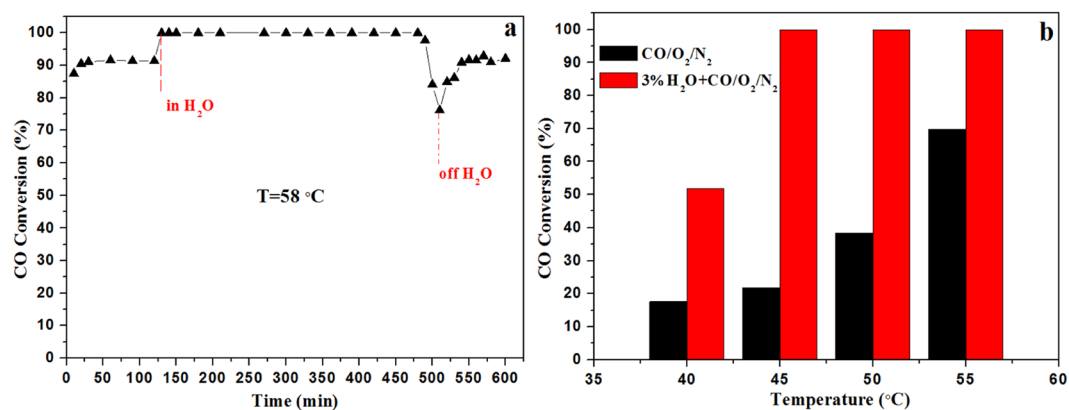 a
CO Conversion (%)
100
90
80
70
60
50
40
30
20
10
0
in H₂O
off H₂O
T=58 °C
0 50 100 150 200 250 300 350 400 450 500 550 600
Time (min)
b
CO Conversion (%)
100
90
80
70
60
50
40
30
20
10
0
CO/O₂/N₂
3%H₂O+CO/O₂/N₂
35 40 45 50 55 60
Temperature (°C)